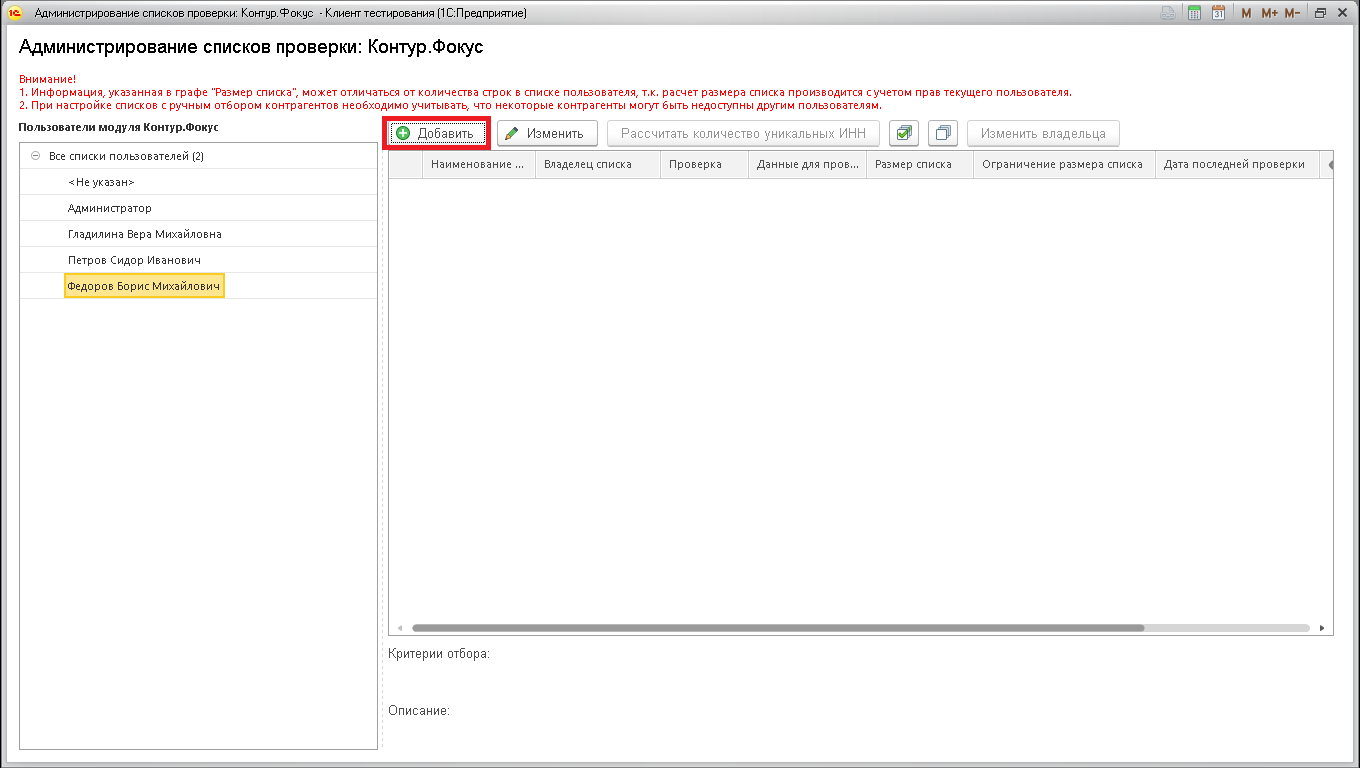 Администрирование списков проверки: Контур.Фокус - Клиент тестирования (1С:Предприятие)
31 M M+ M-
Администрирование списков проверки: Контур.Фокус
Внимание!
1. Информация, указанная в графе "Размер списка", может отличаться от количества строк в списке пользователя, т.к. расчет размера списка производится с учетом прав текущего пользователя.
2. При настройке списков с ручным отбором контрагентов необходимо учитывать, что некоторые контрагенты могут быть недоступны другим пользователям.
Пользователи модуля Контур.Фокус
Добавить Изменить Рассчитать количество уникальных ИНН Изменить владельца
Все списки пользователей (2)
<Не указан>
Администратор
Гладилина Вера Михайловна
Петров Сидор Иванович
Федоров Борис Михайлович
Наименование ... Владелец списка Проверка Данные для пров... Размер списка Ограничение размера списка Дата последней проверки
Критерии отбора:
Описание: